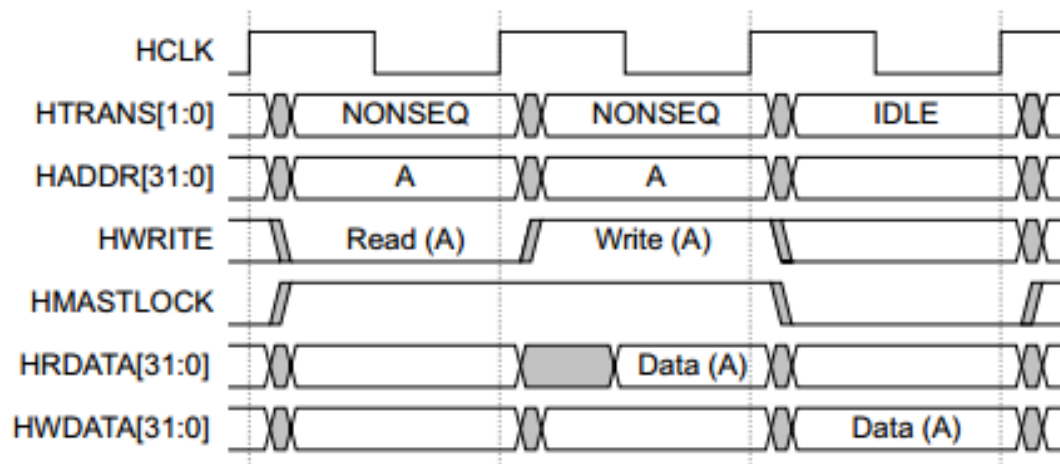 HCLK
HTRANS[1:0] NONSEQ NONSEQ IDLE
HADDR[31:0] A A
HWRITE Read (A) Write (A)
HMASTLOCK
HRDATA[31:0] Data (A)
HWDATA[31:0] Data (A)